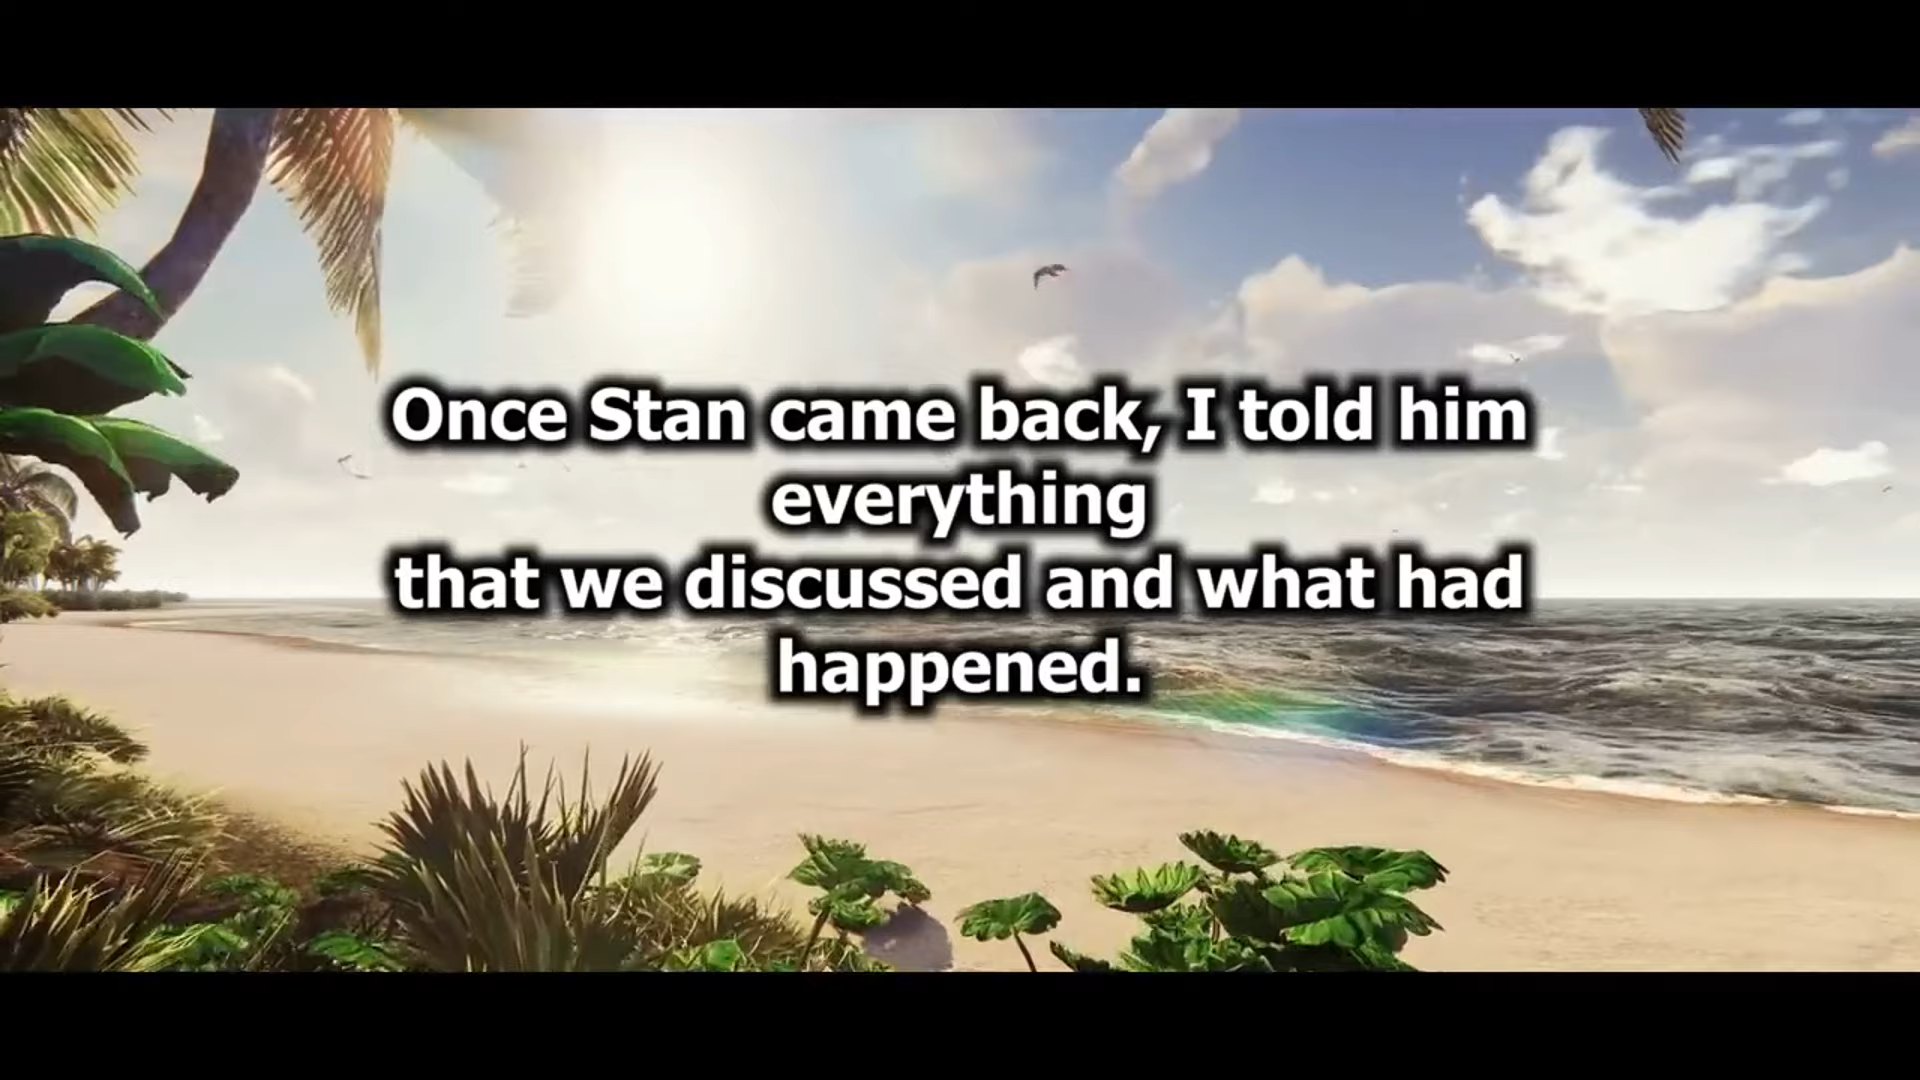 Once Stan came back, I told him
everything
that we discussed and what had
happened.